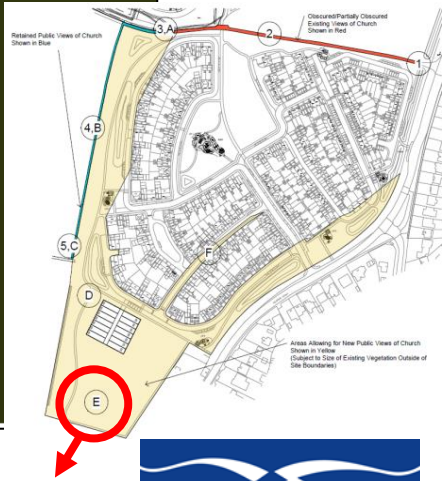 Obscured/Partially Obscured
Existing Views of Church
Shown in Red
Retained Public Views of Church
Shown in Blue
3,A
2
1
4,B
5,C
F
D
E
Areas Allowing for New Public Views of Church
Shown in Yellow
(Subject to Size of Existing Vegetation Outside of
Site Boundaries)